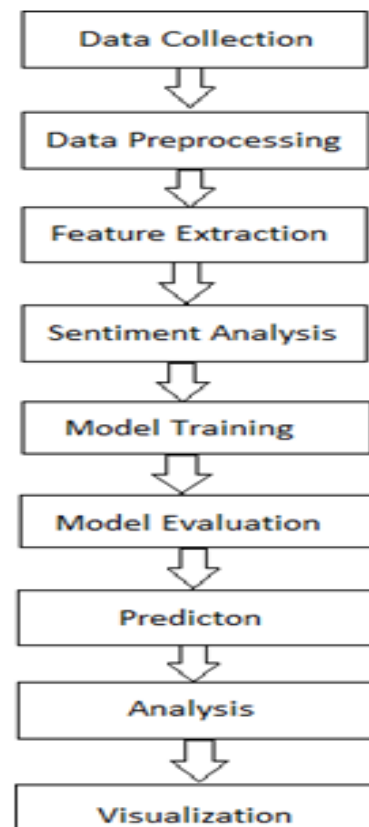 Data Collection
Data Preprocessing
Feature Extraction
Sentiment Analysis
Model Training
Model Evaluation
Predicton
Analysis
Visualization